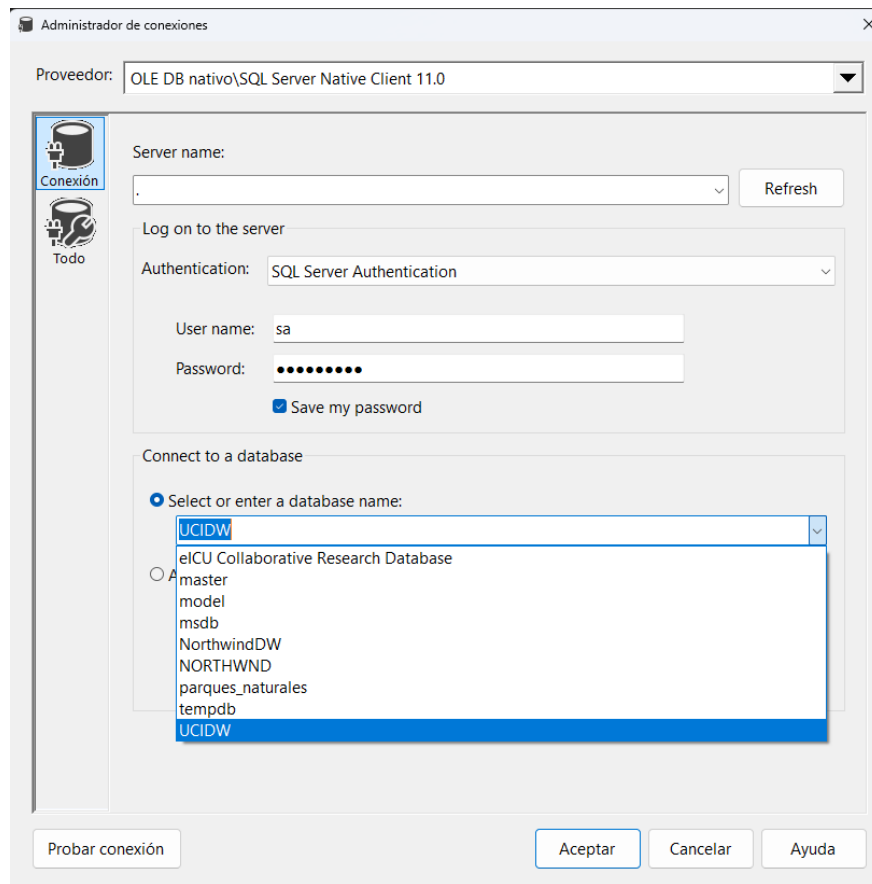 Administrador de conexiones
Proveedor: OLE DB nativo\SQL Server Native Client 11.0
Conexión
Todo
Server name:
.
Refresh
Log on to the server
Authentication: SQL Server Authentication
User name: sa
Password: •••••••••
Save my password
Connect to a database
Select or enter a database name:
UCIDW
eICU Collaborative Research Database
A
master
model
msdb
NorthwindDW
NORTHWND
parques_naturales
tempdb
UCIDW
Probar conexión
Aceptar
Cancelar
Ayuda